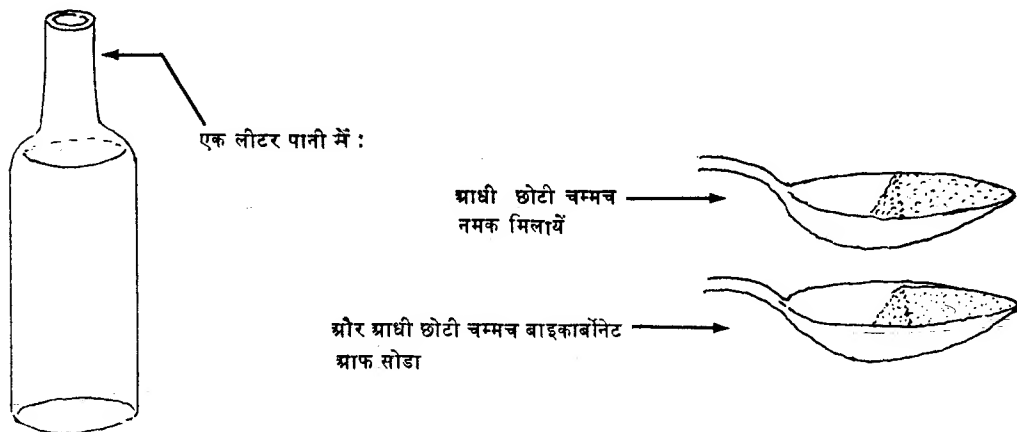 एक लीटर पानी में :
आधी छोटी चम्मच
नमक मिलायें
और आधी छोटी चम्मच बाइकार्बोनेट
आफ सोडा